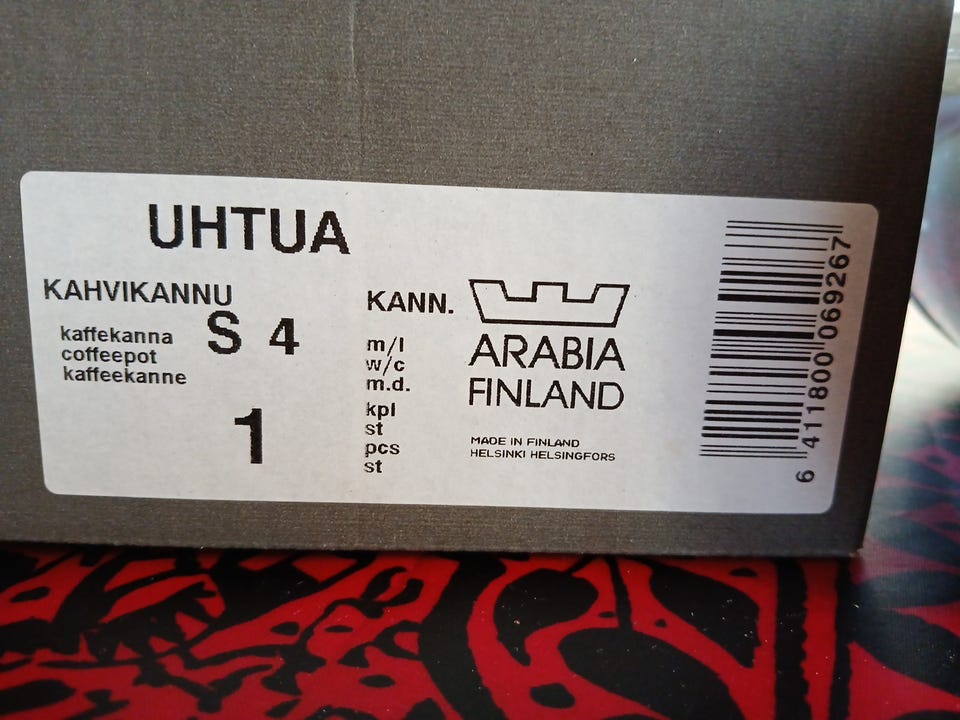 UHTUA
KAHVIKANNU
S 4
kaffekanna
coffeepot
kaffeekanne
1
KANN.
m/l
w/c
m.d.
kpl
st
pcs
st
ARABIA
FINLAND
MADE IN FINLAND
HELSINKI HELSINGFORS
6 411800 069267